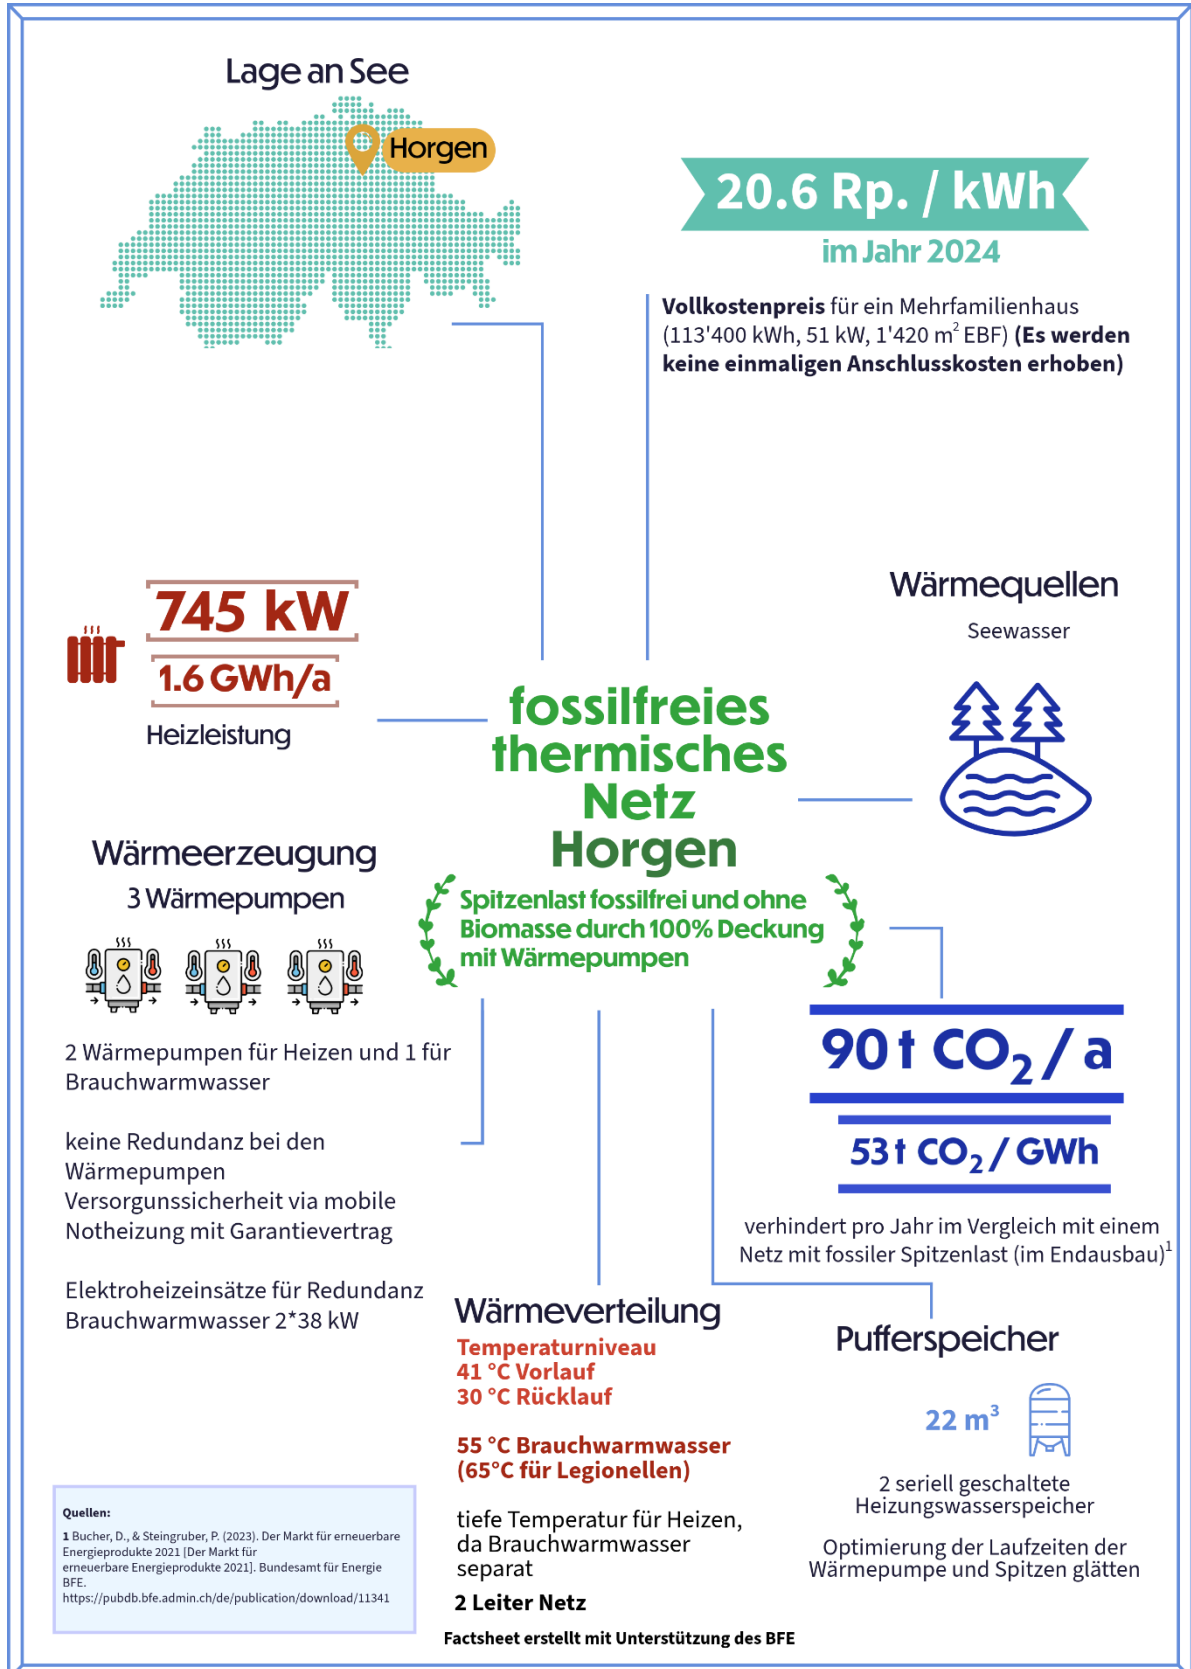 Lage an See
Horgen
20.6 Rp. / kWh
im Jahr 2024
Vollkostenpreis für ein Mehrfamilienhaus
(113'400 kWh, 51 kW, 1'420 m² EBF) (Es werden
keine einmaligen Anschlusskosten erhoben)
745 kW
1.6 GWh/a
Heizleistung
Wärmequellen
Seewasser
fossilfreies
thermisches
Netz
Horgen
Spitzenlast fossilfrei und ohne
Biomasse durch 100% Deckung
mit Wärmepumpen
Wärmeerzeugung
3 Wärmepumpen
2 Wärmepumpen für Heizen und 1 für
Brauchwarmwasser
keine Redundanz bei den
Wärmepumpen
Versorgunssicherheit via mobile
Notheizung mit Garantievertrag
Elektroheizeinsätze für Redundanz
Brauchwarmwasser 2*38 kW
90 t CO₂ / a
53 t CO₂ / GWh
verhindert pro Jahr im Vergleich mit einem
Netz mit fossiler Spitzenlast (im Endausbau)¹
Wärmeverteilung
Temperaturniveau
41 °C Vorlauf
30 °C Rücklauf
55 °C Brauchwarmwasser
(65°C für Legionellen)
tiefe Temperatur für Heizen,
da Brauchwarmwasser
separat
2 Leiter Netz
Pufferspeicher
22 m³
2 seriell geschaltete
Heizungswasserspeicher
Optimierung der Laufzeiten der
Wärmepumpe und Spitzen glätten
Quellen:
1 Bucher, D., & Steingruber, P. (2023). Der Markt für erneuerbare
Energieprodukte 2021 [Der Markt für
erneuerbare Energieprodukte 2021]. Bundesamt für Energie
BFE.
https://pubdb.bfe.admin.ch/de/publication/download/11341
Factsheet erstellt mit Unterstützung des BFE